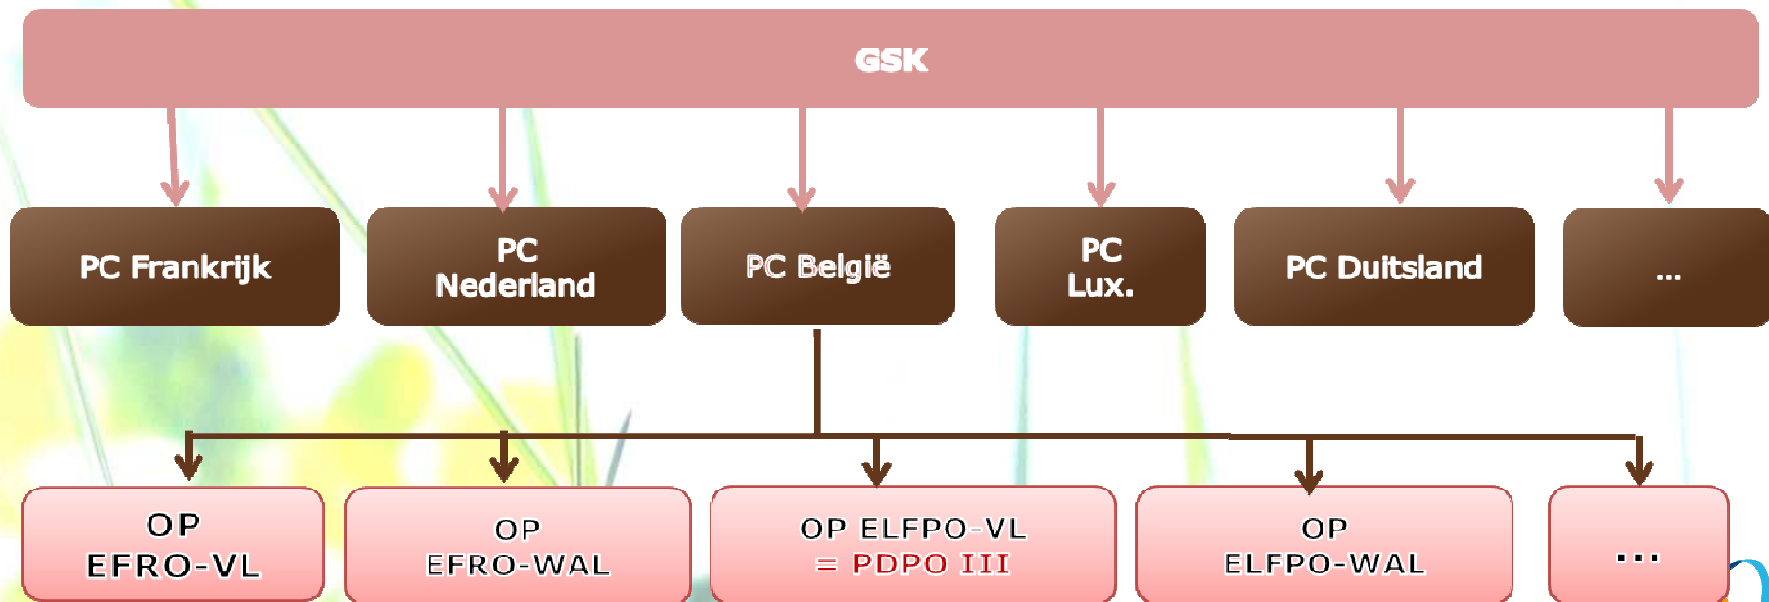 GSK
PC Frankrijk
PC
Nederland
PC België
PC
Lux.
PC Duitsland
...
OP
EFRO-VL
OP
EFRO-WAL
OP ELFPO-VL
= PDPO III
OP
ELFPO-WAL
...